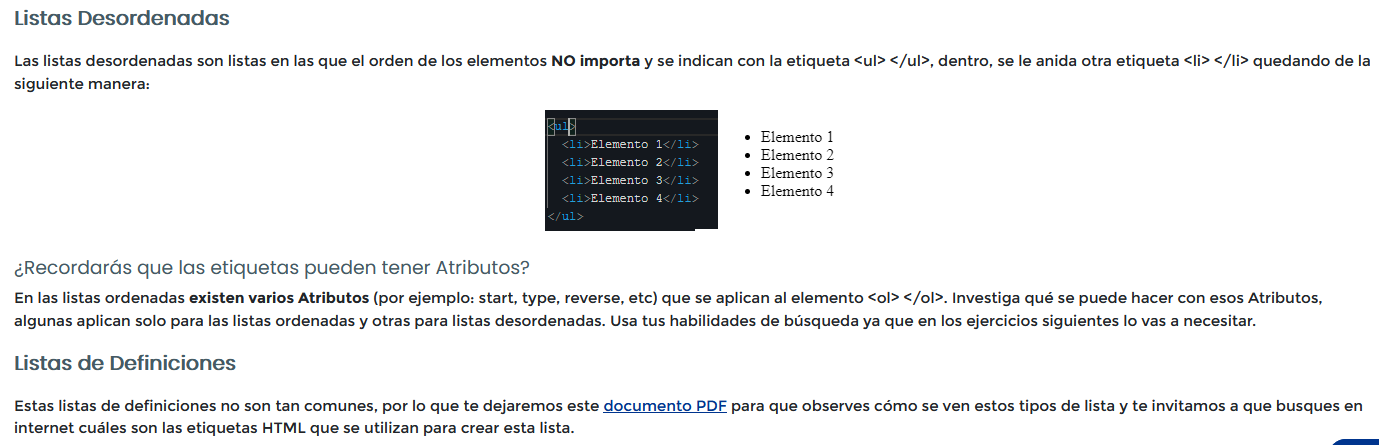 Listas Desordenadas
Las listas desordenadas son listas en las que el orden de los elementos NO importa y se indican con la etiqueta <ul> </ul>, dentro, se le anida otra etiqueta <li> </li> quedando de la
siguiente manera:
<ul>
<li>Elemento 1</li>
<li>Elemento 2</li>
<li>Elemento 3</li>
<li>Elemento 4</li>
</ul>
• Elemento 1
• Elemento 2
• Elemento 3
• Elemento 4
¿Recordarás que las etiquetas pueden tener Atributos?
En las listas ordenadas existen varios Atributos (por ejemplo: start, type, reverse, etc) que se aplican al elemento <ol> </ol>. Investiga qué se puede hacer con esos Atributos,
algunas aplican solo para las listas ordenadas y otras para listas desordenadas. Usa tus habilidades de búsqueda ya que en los ejercicios siguientes lo vas a necesitar.
Listas de Definiciones
Estas listas de definiciones no son tan comunes, por lo que te dejaremos este documento PDF para que observes cómo se ven estos tipos de lista y te invitamos a que busques en
internet cuáles son las etiquetas HTML que se utilizan para crear esta lista.